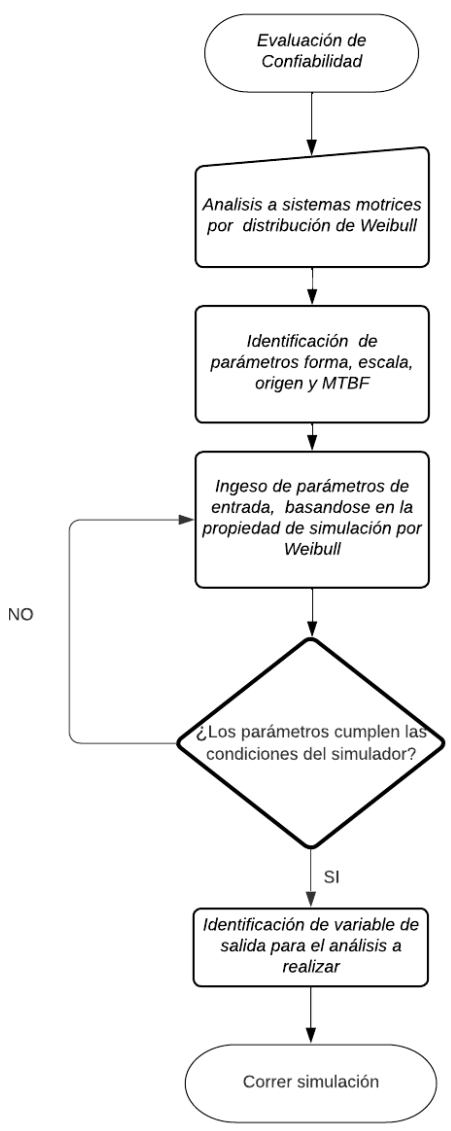 Evaluación de
Confiabilidad
Analisis a sistemas motrices
por distribución de Weibull
Identificación de
parámetros forma, escala,
origen y MTBF
Ingeso de parámetros de
entrada, basandose en la
propiedad de simulación por
Weibull
NO
¿Los parámetros cumplen las
condiciones del simulador?
SI
Identificación de variable de
salida para el análisis a
realizar
Correr simulación